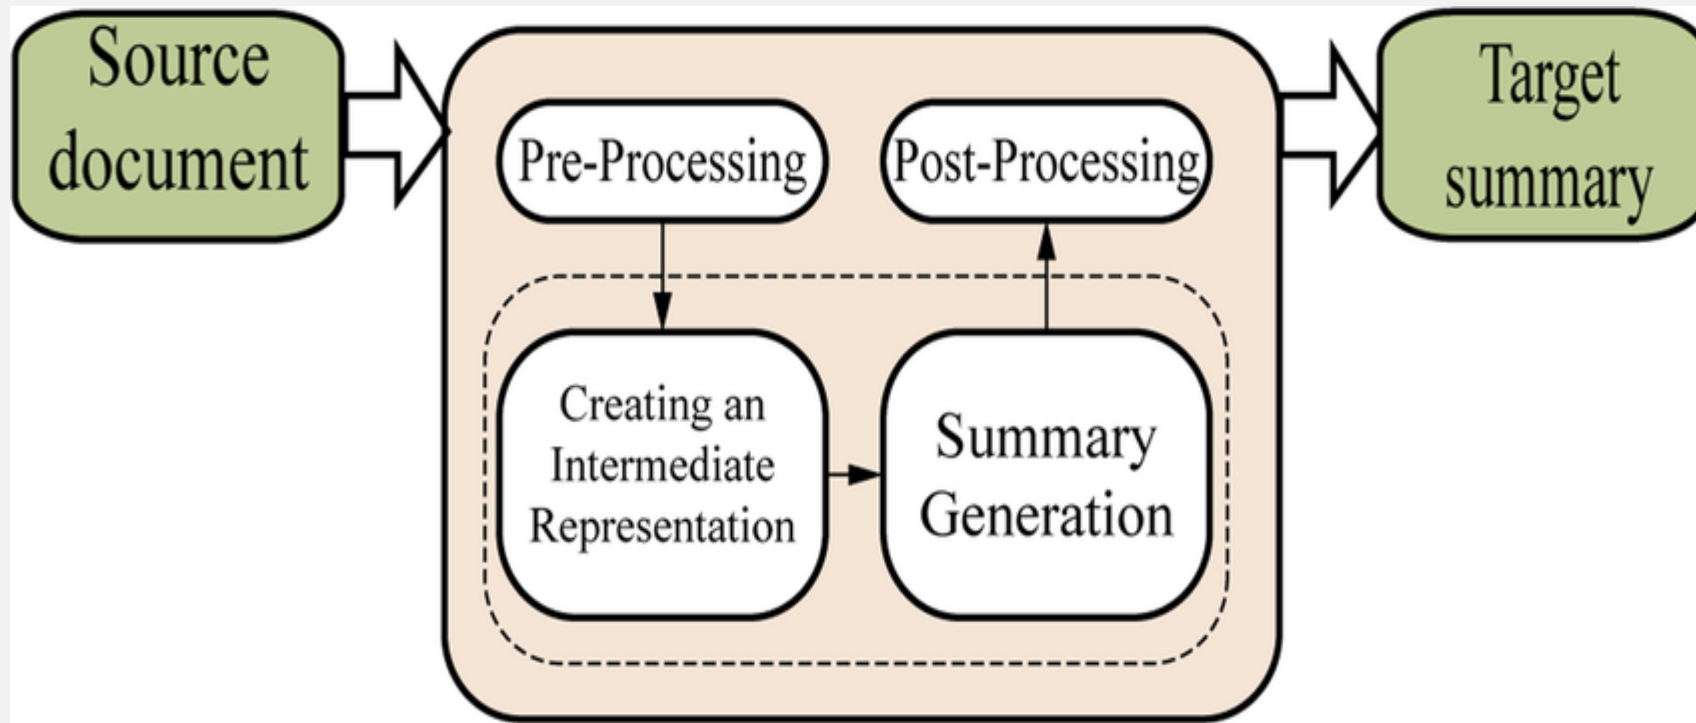 Source
document
Pre-Processing
Creating an
Intermediate
Representation
Summary
Generation
Post-Processing
Target
summary